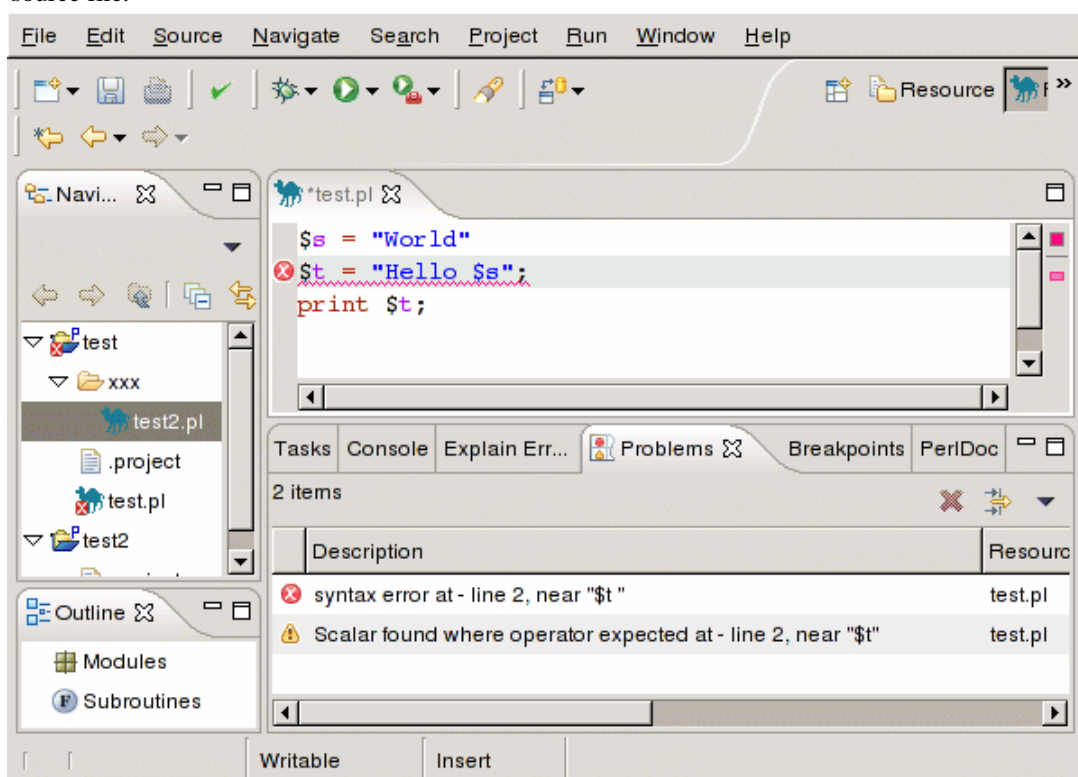 File Edit Source Navigate Search Project Run Window Help
Resource
Navi...
*test.pl
$s = "World"
$t = "Hello $s";
print $t;
test
xxx
test2.pl
.project
test.pl
test2
Tasks Console Explain Err... Problems Breakpoints PerlDoc
2 items
Description Resourc
syntax error at - line 2, near "$t "
test.pl
Scalar found where operator expected at - line 2, near "$t"
test.pl
Outline
Modules
Subroutines
Writable Insert